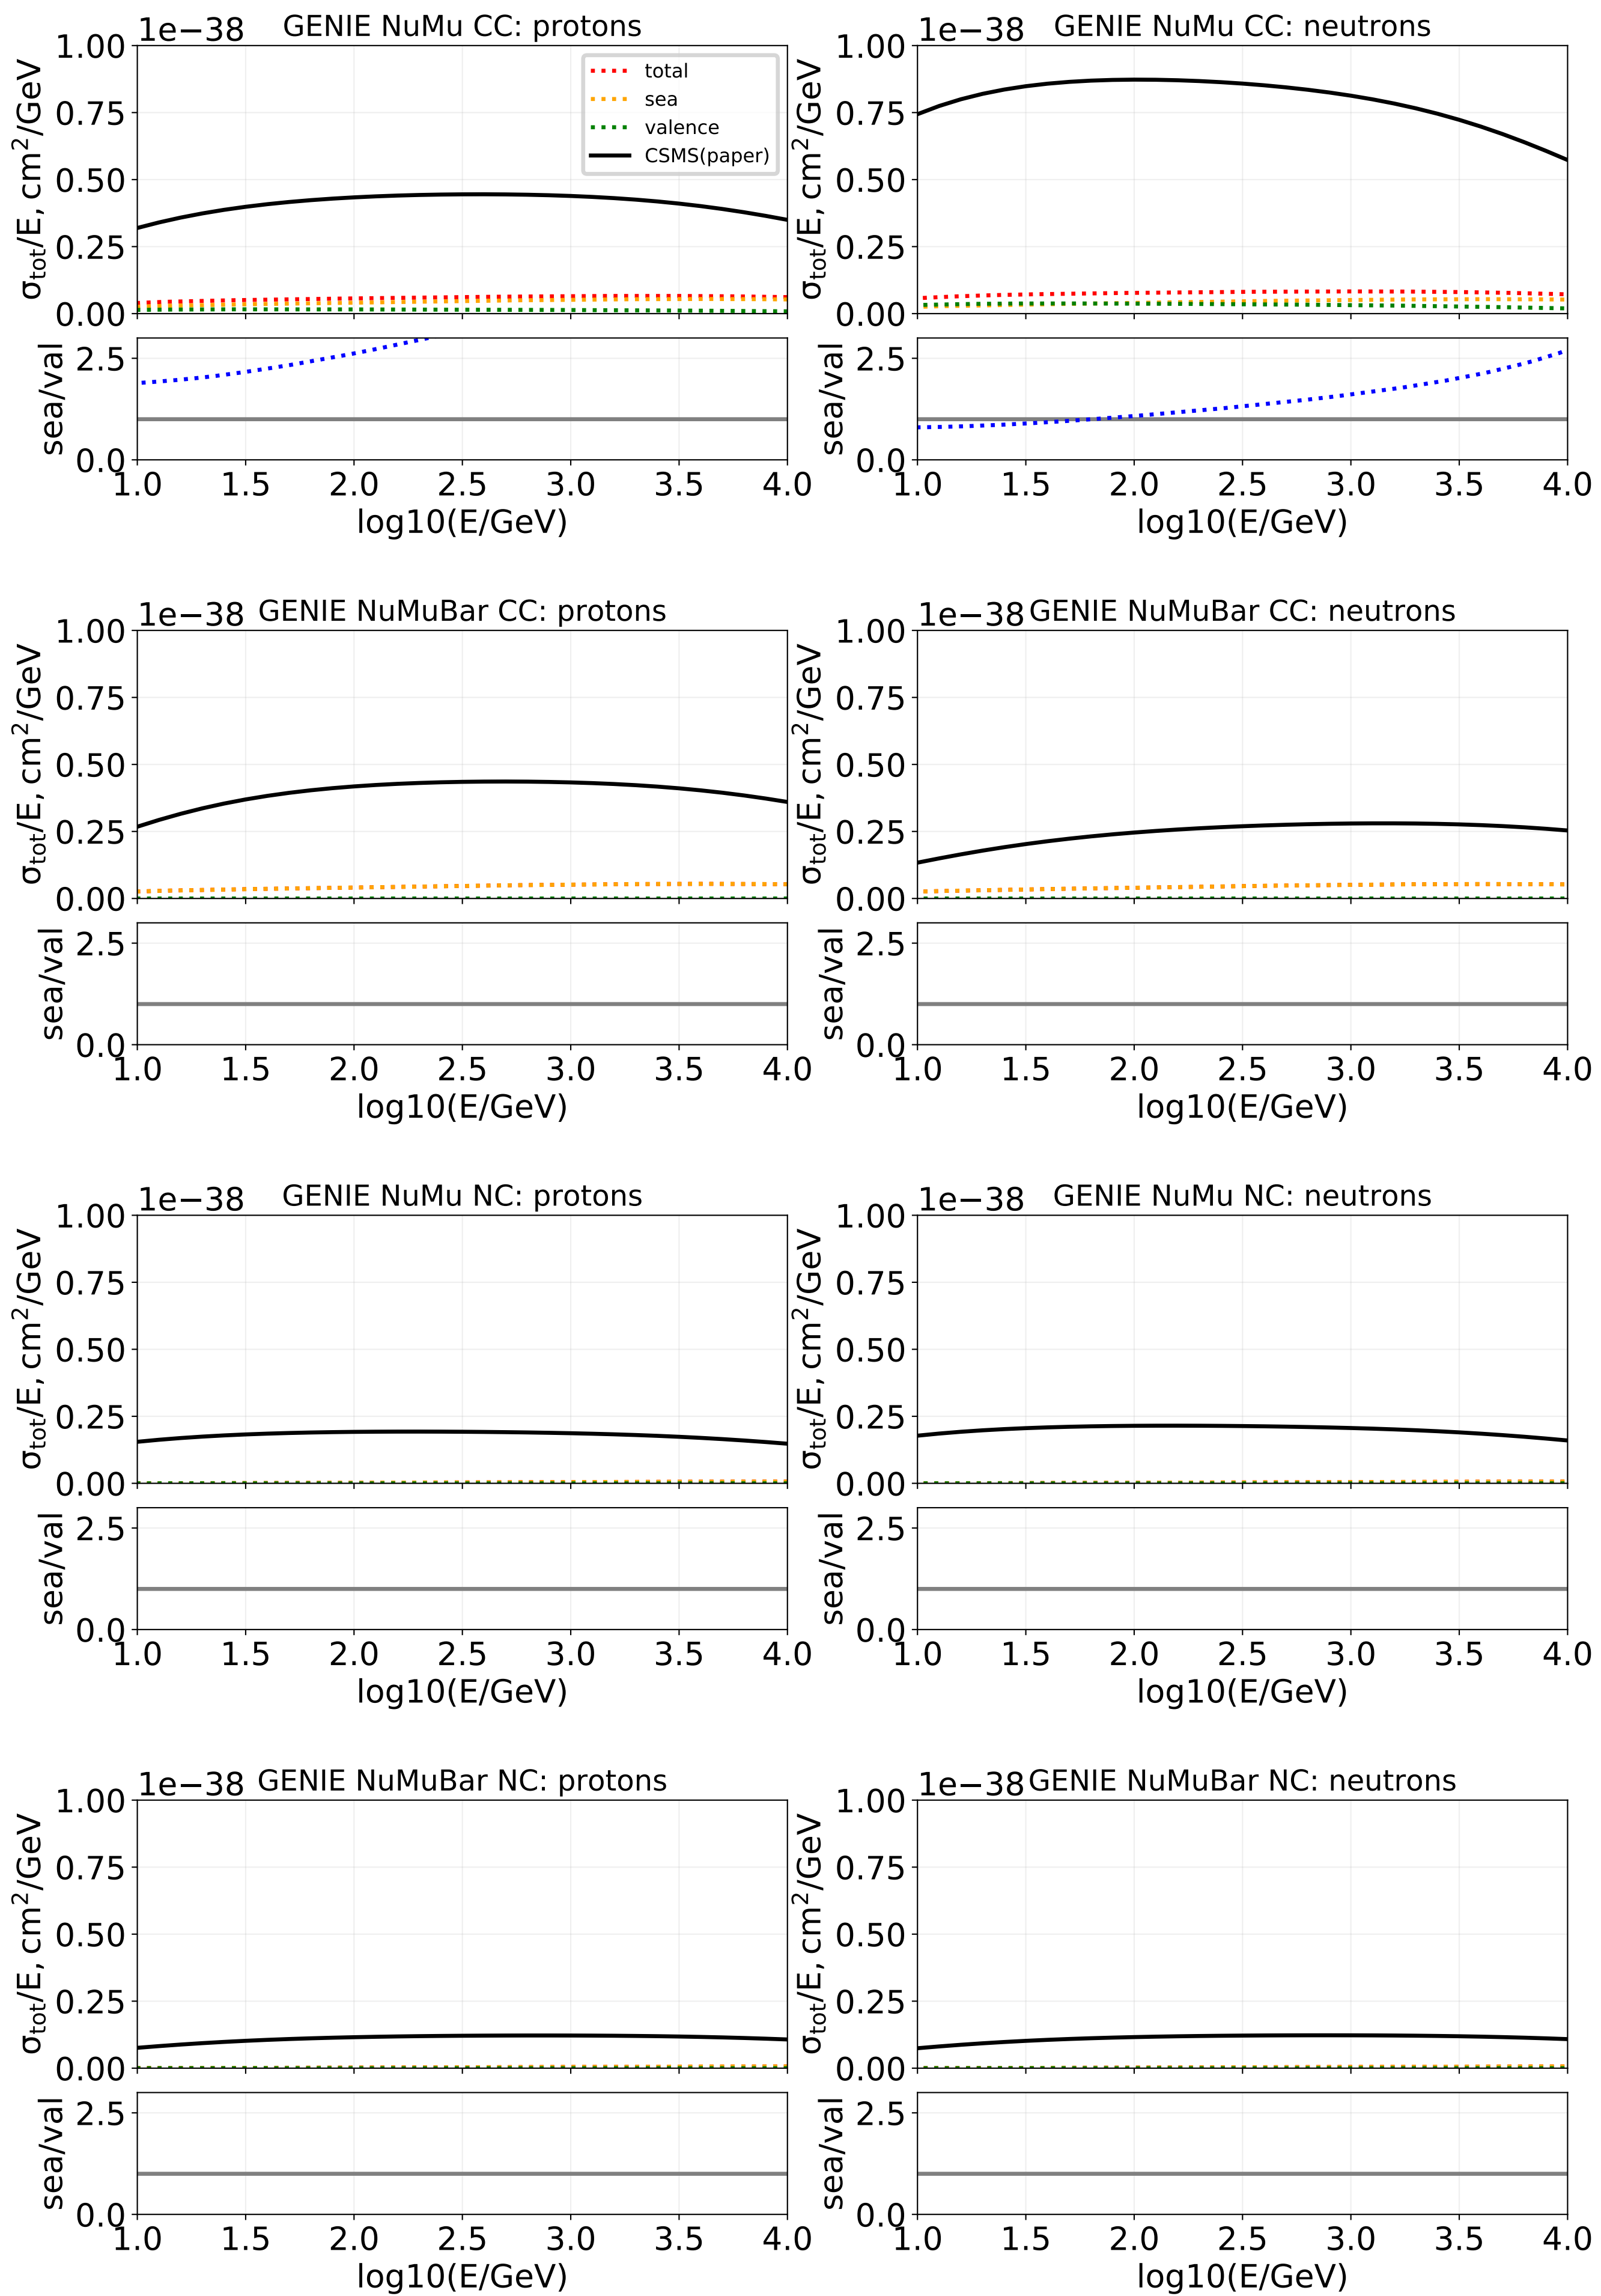 1e−38 GENIE NuMu CC: protons
1.00
0.75
0.50
0.25
0.00
σtot/E, cm²/GeV
total
sea
valence
CSMS(paper)
2.5
0.0
sea/val
1.0 1.5 2.0 2.5 3.0 3.5 4.0
log10(E/GeV)
1e−38 GENIE NuMu CC: neutrons
1.00
0.75
0.50
0.25
0.00
σtot/E, cm²/GeV
2.5
0.0
sea/val
1.0 1.5 2.0 2.5 3.0 3.5 4.0
log10(E/GeV)
1e−38 GENIE NuMuBar CC: protons
1.00
0.75
0.50
0.25
0.00
σtot/E, cm²/GeV
2.5
0.0
sea/val
1.0 1.5 2.0 2.5 3.0 3.5 4.0
log10(E/GeV)
1e−38 GENIE NuMuBar CC: neutrons
1.00
0.75
0.50
0.25
0.00
σtot/E, cm²/GeV
2.5
0.0
sea/val
1.0 1.5 2.0 2.5 3.0 3.5 4.0
log10(E/GeV)
1e−38 GENIE NuMu NC: protons
1.00
0.75
0.50
0.25
0.00
σtot/E, cm²/GeV
2.5
0.0
sea/val
1.0 1.5 2.0 2.5 3.0 3.5 4.0
log10(E/GeV)
1e−38 GENIE NuMu NC: neutrons
1.00
0.75
0.50
0.25
0.00
σtot/E, cm²/GeV
2.5
0.0
sea/val
1.0 1.5 2.0 2.5 3.0 3.5 4.0
log10(E/GeV)
1e−38 GENIE NuMuBar NC: protons
1.00
0.75
0.50
0.25
0.00
σtot/E, cm²/GeV
2.5
0.0
sea/val
1.0 1.5 2.0 2.5 3.0 3.5 4.0
log10(E/GeV)
1e−38 GENIE NuMuBar NC: neutrons
1.00
0.75
0.50
0.25
0.00
σtot/E, cm²/GeV
2.5
0.0
sea/val
1.0 1.5 2.0 2.5 3.0 3.5 4.0
log10(E/GeV)